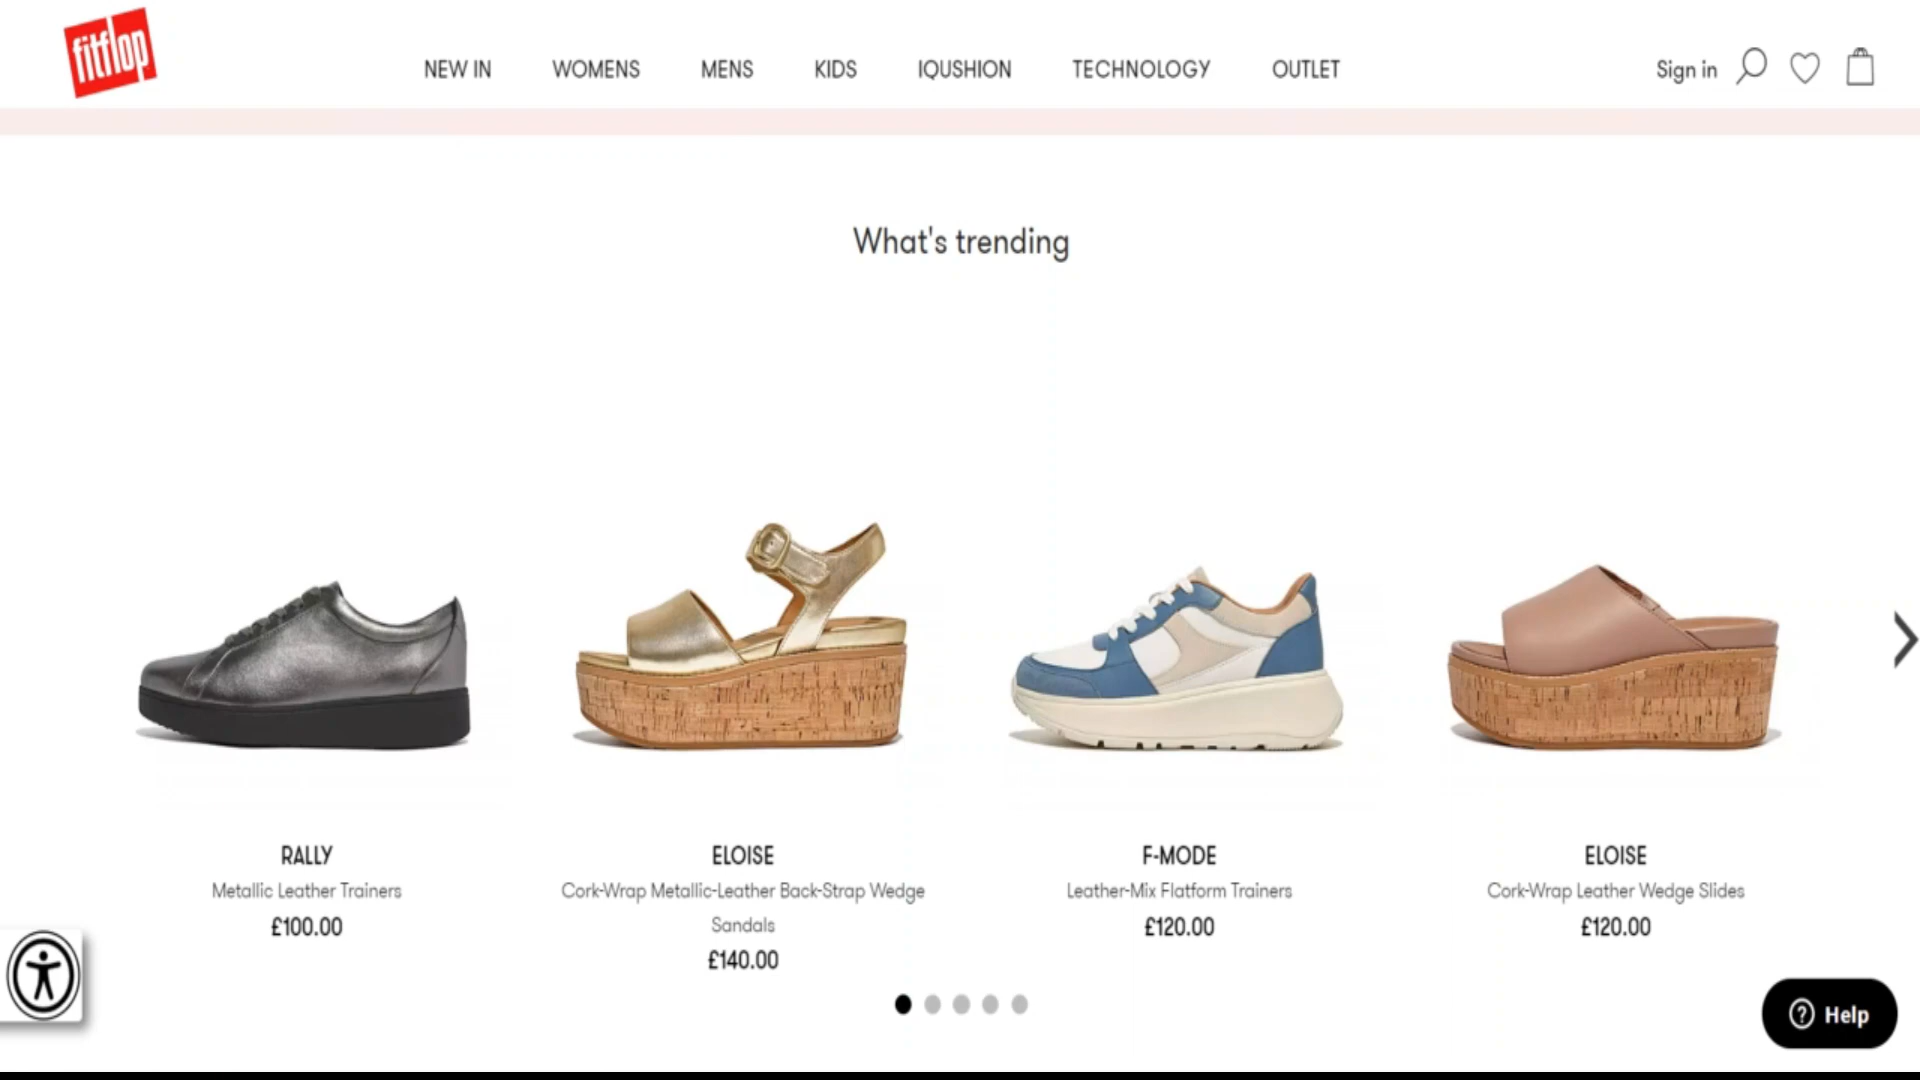 fitflop
NEW IN WOMENS MENS KIDS IQUSHION TECHNOLOGY OUTLET
Sign in
What's trending
RALLY
Metallic Leather Trainers
£100.00
ELOISE
Cork-Wrap Metallic-Leather Back-Strap Wedge
Sandals
£140.00
F-MODE
Leather-Mix Flatform Trainers
£120.00
ELOISE
Cork-Wrap Leather Wedge Slides
£120.00
? Help